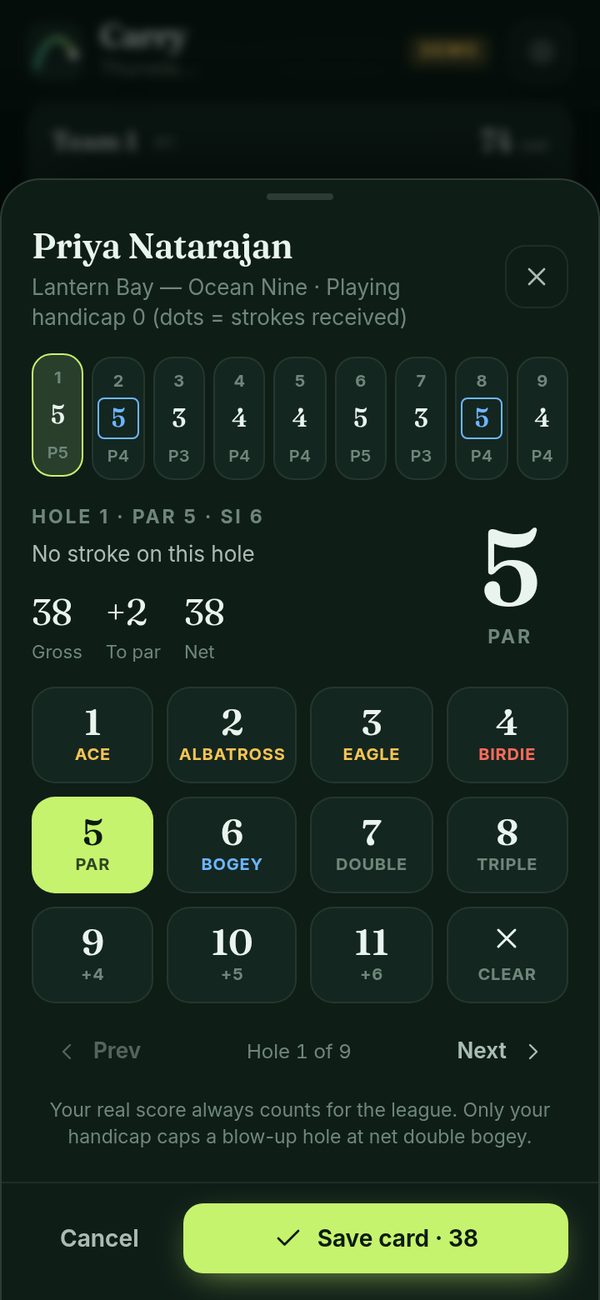 Carry
DEMO
Team 1
Priya Natarajan
Lantern Bay — Ocean Nine · Playing
handicap 0 (dots = strokes received)
1 2 3 4 5 6 7 8 9
5 5 3 4 4 5 3 5 4
P5 P4 P3 P4 P4 P5 P3 P4 P4
HOLE 1 · PAR 5 · SI 6
No stroke on this hole
5
PAR
38 +2 38
Gross To par Net
1 2 3 4
ACE ALBATROSS EAGLE BIRDIE
5 6 7 8
PAR BOGEY DOUBLE TRIPLE
9 10 11
+4 +5 +6 CLEAR
Prev Hole 1 of 9 Next
Your real score always counts for the league. Only your
handicap caps a blow-up hole at net double bogey.
Cancel Save card · 38